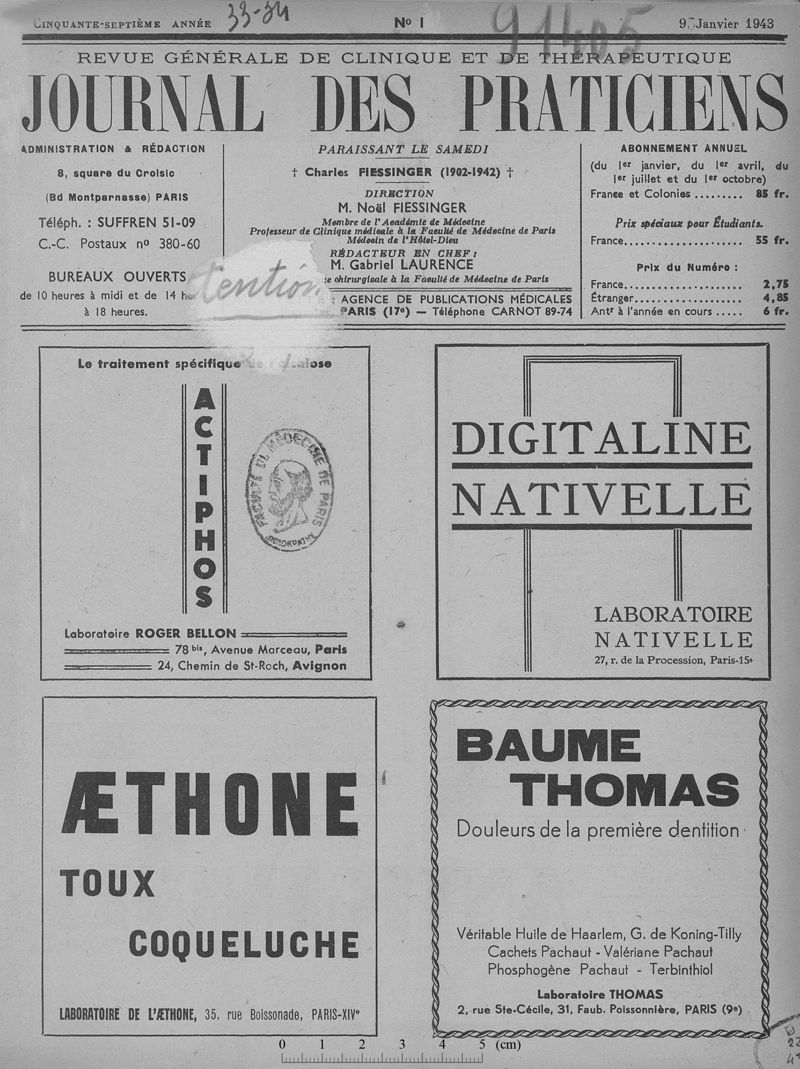 CINQUANTE-SEPTIÈME ANNÉE
33-34
No 1
91405
9 Janvier 1943
REVUE GÉNÉRALE DE CLINIQUE ET DE THÉRAPEUTIQUE
JOURNAL DES PRATICIENS
ADMINISTRATION & RÉDACTION
8, square du Croisic
(Bd Montparnasse) PARIS
Téléph. : SUFFREN 51-09
C.-C. Postaux no 380-60
BUREAUX OUVERTS
de 10 heures à midi et de 14
à 18 heures.
PARAISSANT LE SAMEDI
† Charles FIESSINGER (1902-1942) †
DIRECTION
M. Noël FIESSINGER
Membre de l'Académie de Médecine
Professeur de Clinique médicale à la Faculté de Médecine de Paris
Médecin de l'Hôtel-Dieu
RÉDACTEUR EN CHEF :
M. Gabriel LAURENCE
chirurgicale à la Faculté de Médecine de Paris
: AGENCE DE PUBLICATIONS MÉDICALES
PARIS (17e) — Téléphone CARNOT 89-74
tention
ABONNEMENT ANNUEL
(du 1er janvier, du 1er avril, du
1er juillet et du 1er octobre)
France et Colonies ......... 85 fr.
Prix spéciaux pour Étudiants.
France..................... 55 fr.
Prix du Numéro :
France..................... 2,75
Étranger................... 4,85
Antr à l'année en cours ..... 6 fr.
Le traitement spécifique
ACTIPHOS
FACULTÉ DE MÉDECINE DE PARIS
Laboratoire ROGER BELLON
78 bis, Avenue Marceau, Paris
24, Chemin de St-Roch, Avignon
DIGITALINE
NATIVELLE
LABORATOIRE
NATIVELLE
27, r. de la Procession, Paris-15e
ÆTHONE
TOUX
COQUELUCHE
LABORATOIRE DE L'ÆTHONE, 35, rue Boissonade, PARIS-XIVe
BAUME
THOMAS
Douleurs de la première dentition
Véritable Huile de Haarlem, G. de Koning-Tilly
Cachets Pachaut - Valériane Pachaut
Phosphogène Pachaut - Terbinthiol
Laboratoire THOMAS
2, rue Ste-Cécile, 31, Faub. Poissonnière, PARIS (9e)
0 1 2 3 4 5 (cm)